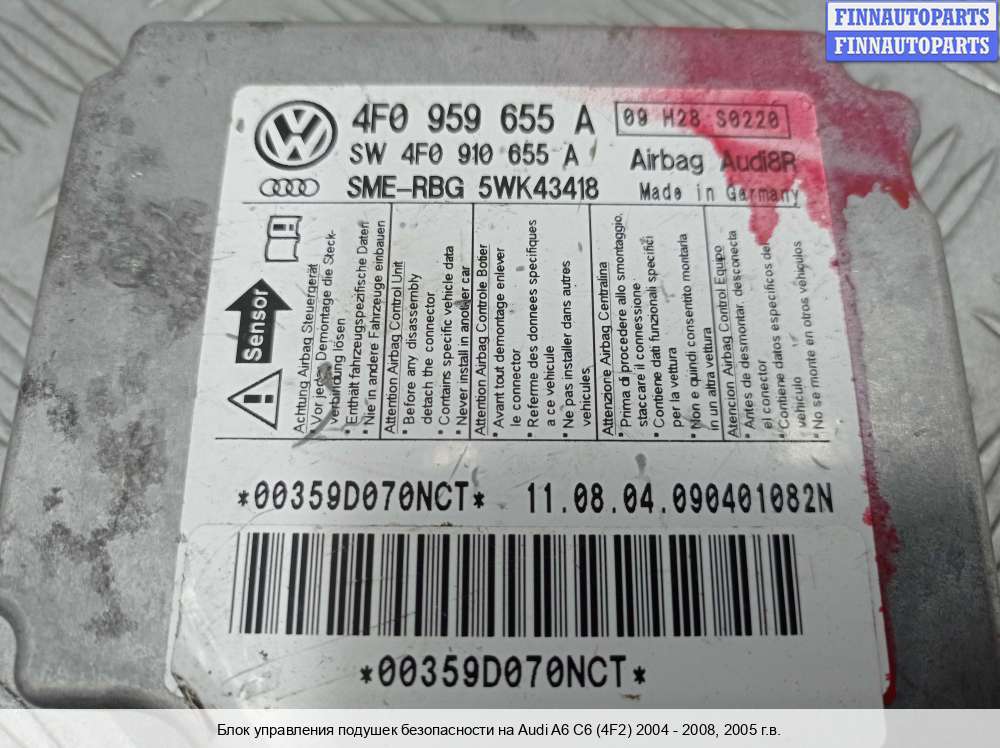 FINNAUTOPARTS
FINNAUTOPARTS
4F0 959 655 A
09 H28 S0220
SW 4F0 910 655 A
Airbag Audi8R
SME-RBG 5WK43418
Made in Germany
Sensor
Achtung Airbag Steuergerät
* Vor jeder Demontage die Steck-
verbindung lösen
* Enthält fahrzeugspezifische Daten
* Nie in andere Fahrzeuge einbauen
Attention Airbag Control Unit
* Before any disassembly
detach the connector
* Contains specific vehicle data
* Never install in another car
Attention Airbag Controle Botier
* Avant tout demontage enlever
le connector
* Referme des donnees specifiques
a ce vehicule
* Ne pas installer dans autres
vehicules
Attenzione Airbag Centralina
* Prima di procedere allo smontaggio,
staccare il connessione
* Contiene dati funzionali specifici
per la vettura
* Non e quindi consentito montarla
in un altra vettura
Atencion Airbag Control Equipo
* Antes de desmontar, desconecta
el conector
* Contiene datos especificos del
vehiculo
* No se monte en otros vehiculos
*00359D070NCT*
11.08.04.090401082N
*00359D070NCT*
Блок управления подушек безопасности на Audi A6 C6 (4F2) 2004 - 2008, 2005 г.в.